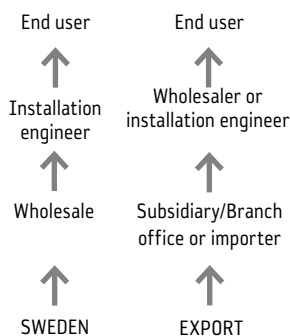 End user
End user
Installation
engineer
Wholesaler or
installation engineer
Wholesale
Subsidiary/Branch
office or importer
SWEDEN
EXPORT